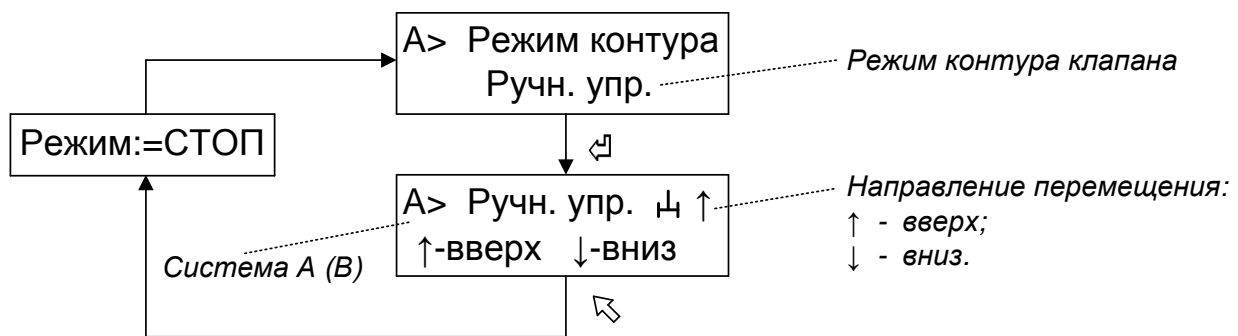 А> Режим контура
Ручн. упр.
Режим контура клапана
Режим:=СТОП
А> Ручн. упр. ↑
↑-вверх ↓-вниз
Система А (В)
Направление перемещения:
↑ - вверх;
↓ - вниз.